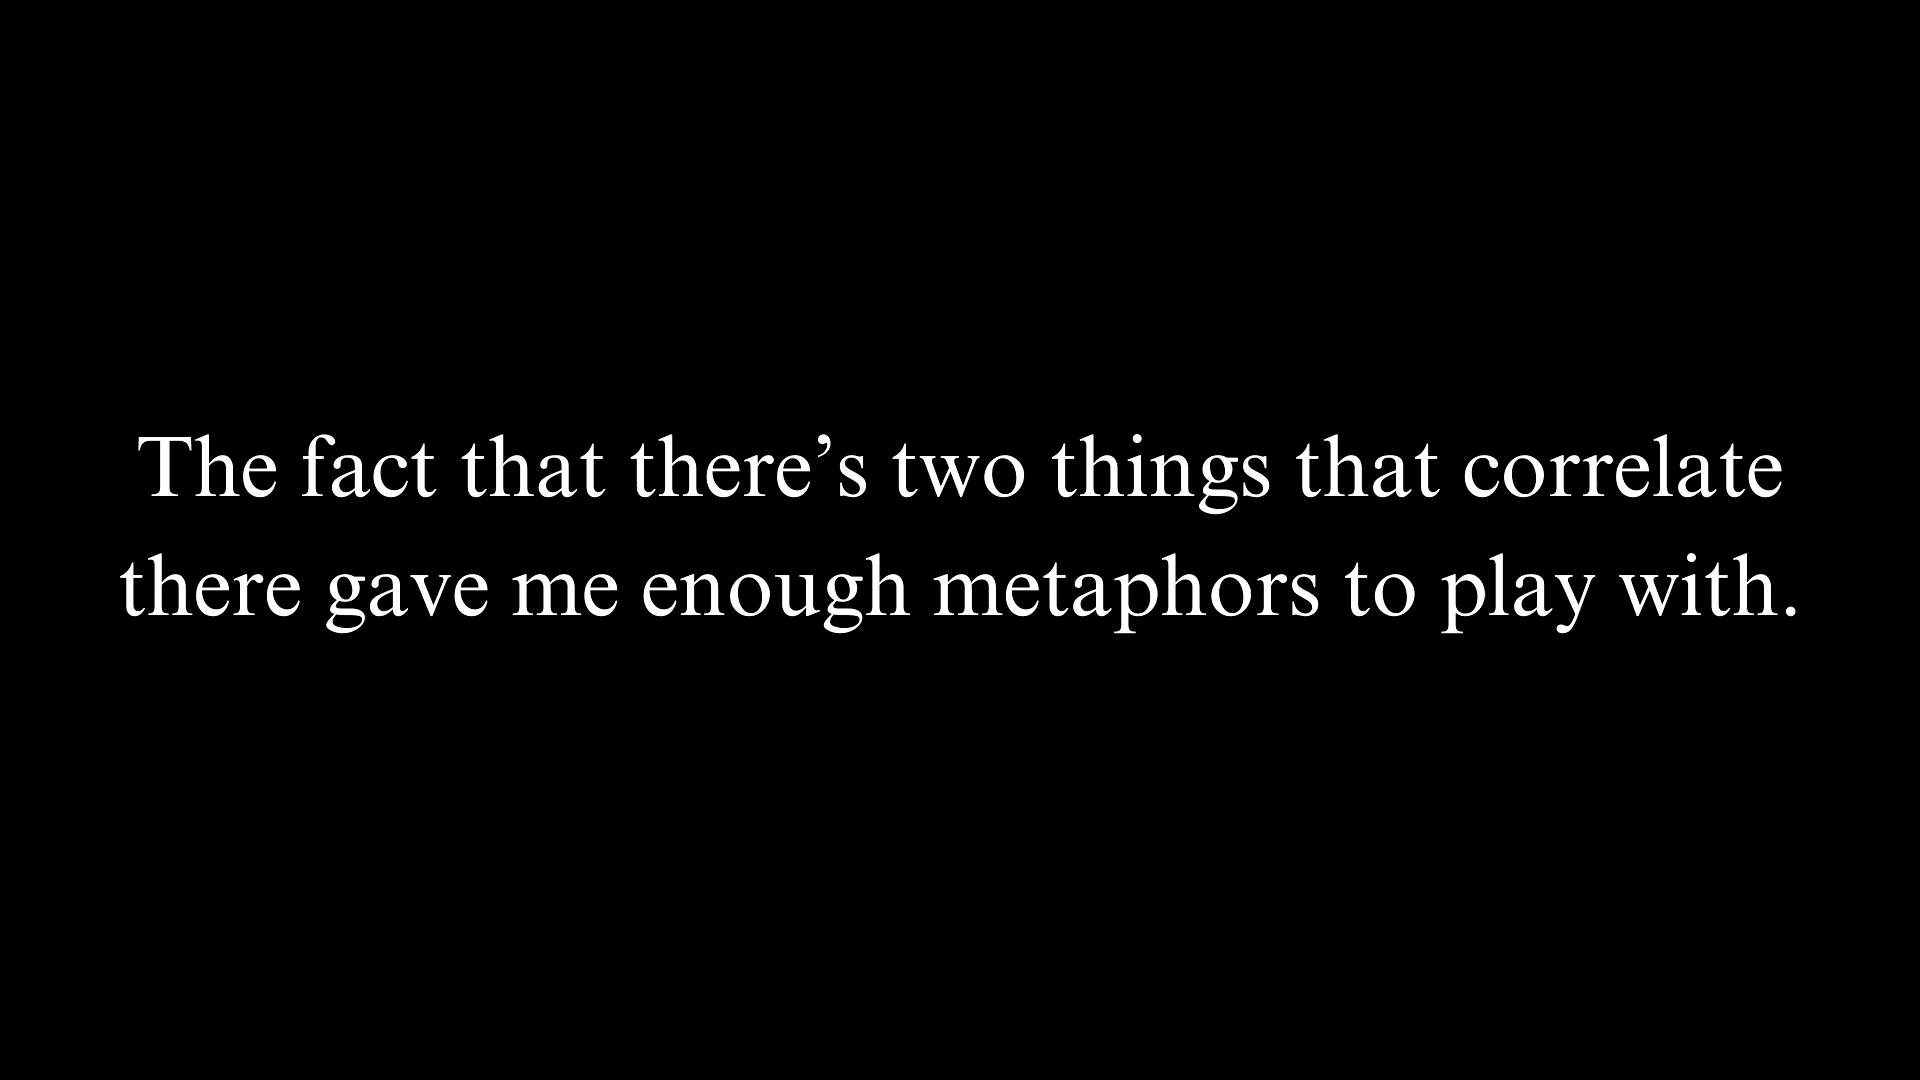 The fact that there’s two things that correlate
there gave me enough metaphors to play with.